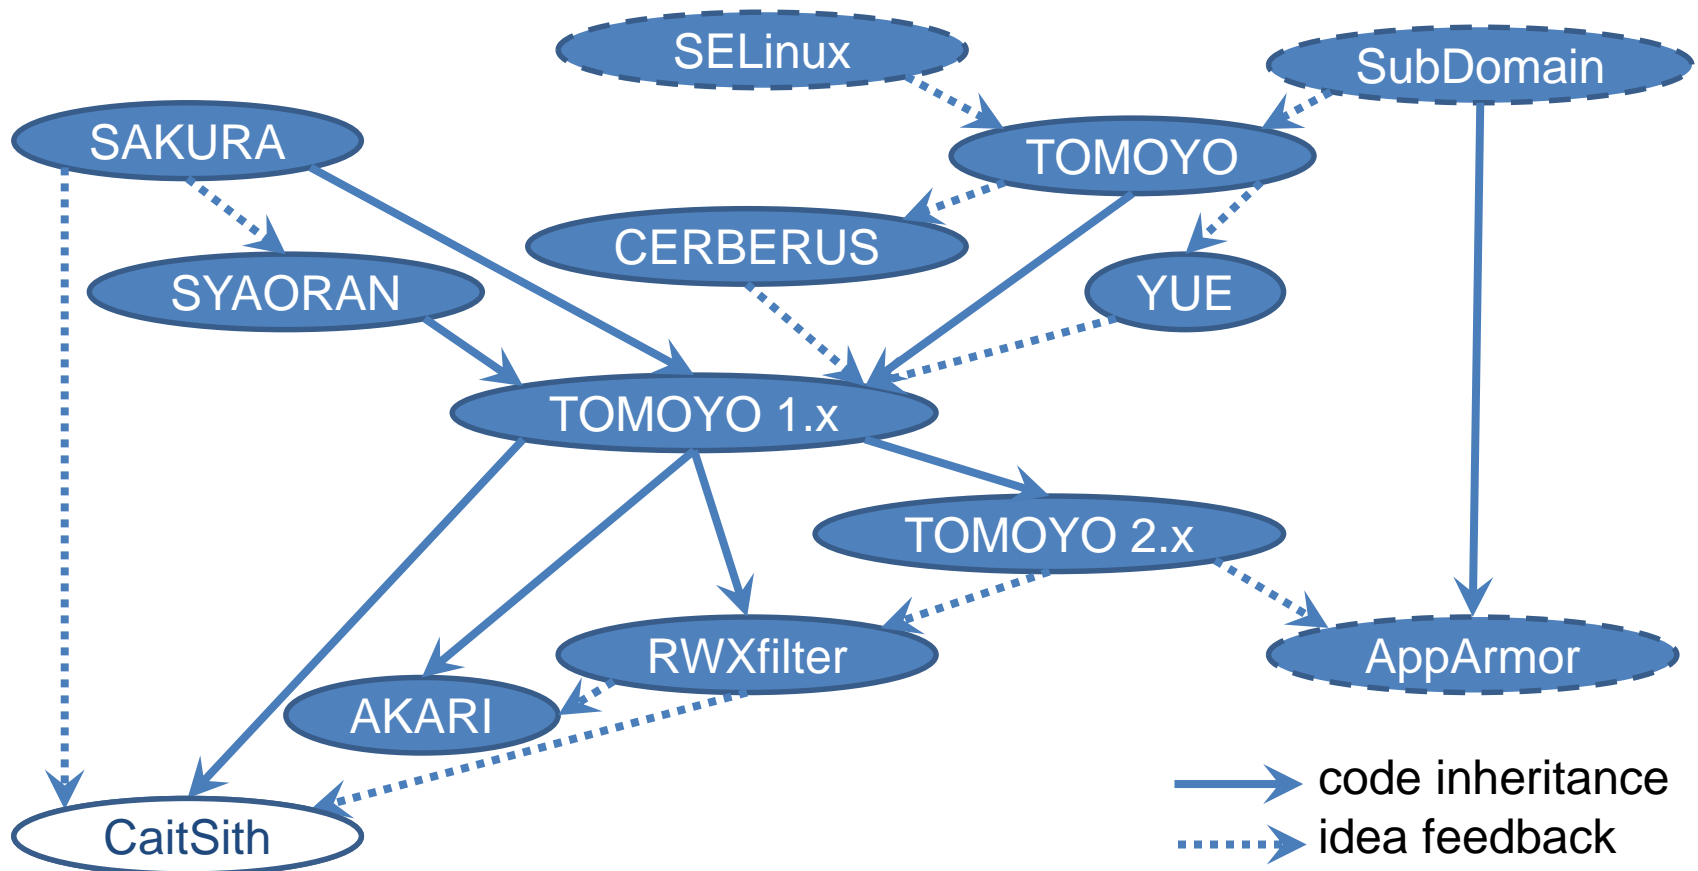 SELinux
SubDomain
SAKURA
TOMOYO
CERBERUS
SYAORAN
YUE
TOMOYO 1.x
TOMOYO 2.x
RWXfilter
AppArmor
AKARI
code inheritance
CaitSith
idea feedback